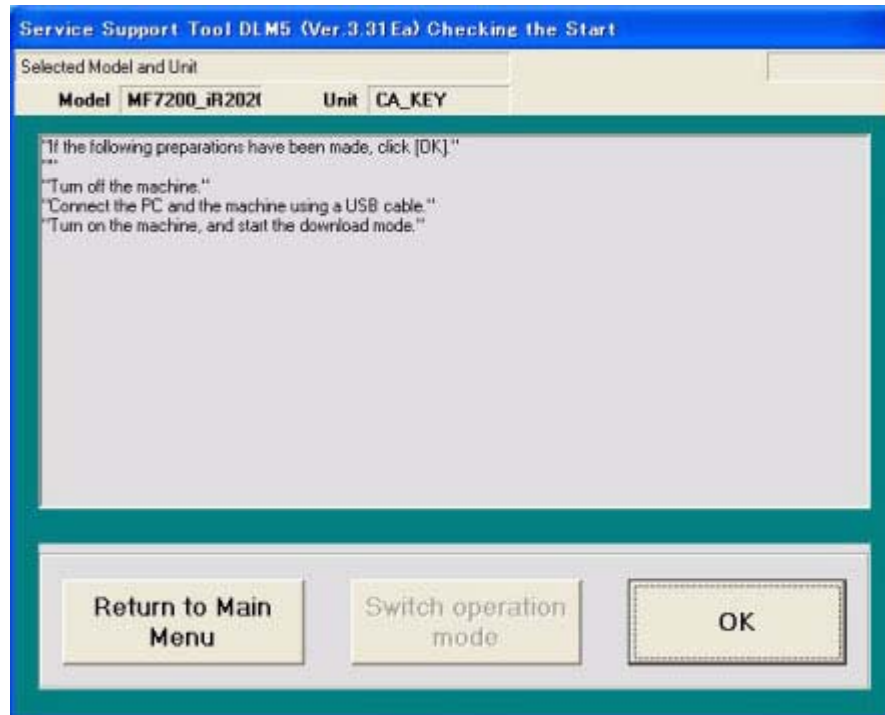 Service Support Tool DLM5 (Ver.3.31Ea) Checking the Start
Selected Model and Unit
Model MF7200_iR202( Unit CA_KEY
"If the following preparations have been made, click [OK]."
""
"Turn off the machine."
"Connect the PC and the machine using a USB cable."
"Turn on the machine, and start the download mode."
Return to Main
Menu
Switch operation
mode
OK